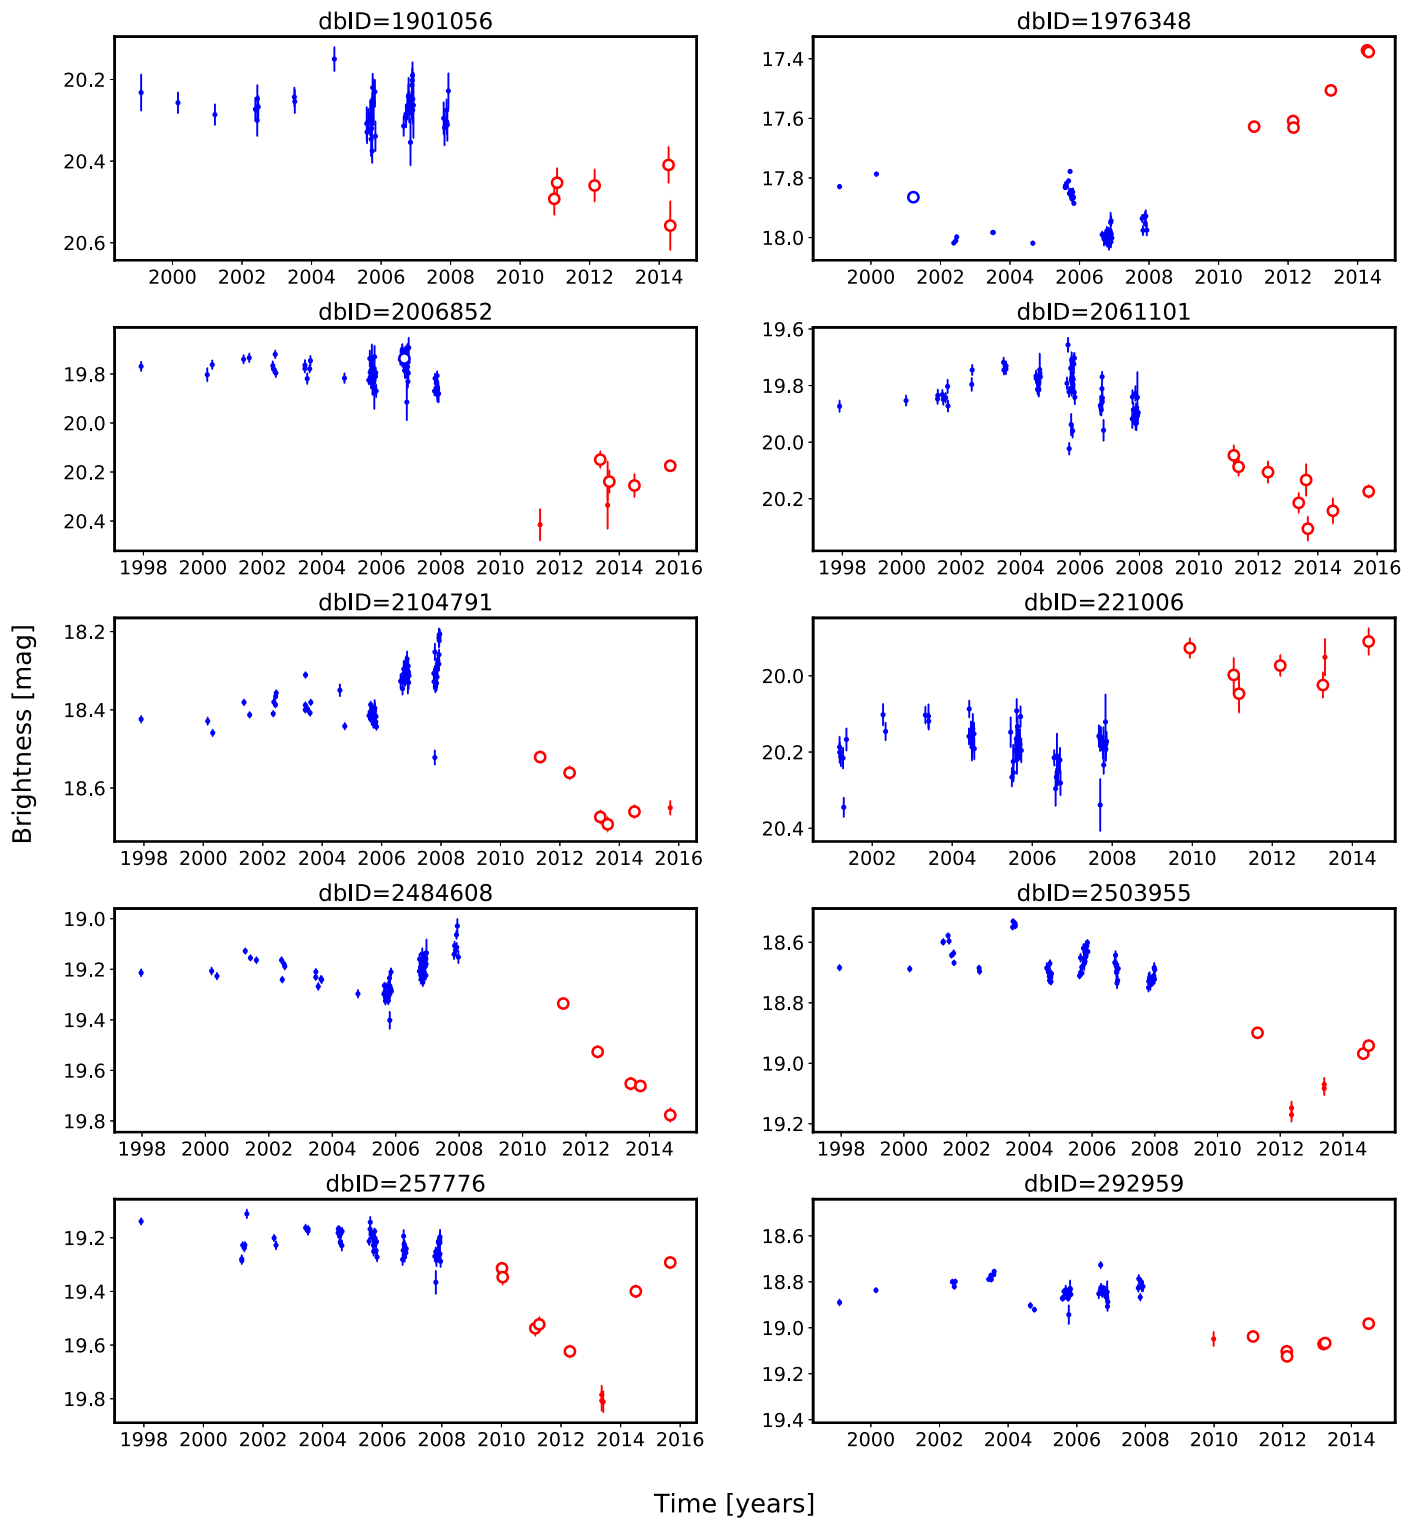 dbID=1901056 dbID=1976348
20.2
20.4
20.6
17.4
17.6
17.8
18.0
2000 2002 2004 2006 2008 2010 2012 2014
2000 2002 2004 2006 2008 2010 2012 2014
dbID=2006852 dbID=2061101
19.8
20.0
20.2
20.4
19.6
19.8
20.0
20.2
1998 2000 2002 2004 2006 2008 2010 2012 2014 2016
1998 2000 2002 2004 2006 2008 2010 2012 2014 2016
dbID=2104791 dbID=221006
18.2
18.4
18.6
20.0
20.2
20.4
1998 2000 2002 2004 2006 2008 2010 2012 2014 2016
2002 2004 2006 2008 2010 2012 2014
Brightness [mag]
dbID=2484608 dbID=2503955
19.0
19.2
19.4
19.6
19.8
18.6
18.8
19.0
19.2
1998 2000 2002 2004 2006 2008 2010 2012 2014
1998 2000 2002 2004 2006 2008 2010 2012 2014
dbID=257776 dbID=292959
19.2
19.4
19.6
19.8
18.6
18.8
19.0
19.2
19.4
1998 2000 2002 2004 2006 2008 2010 2012 2014 2016
2000 2002 2004 2006 2008 2010 2012 2014
Time [years]